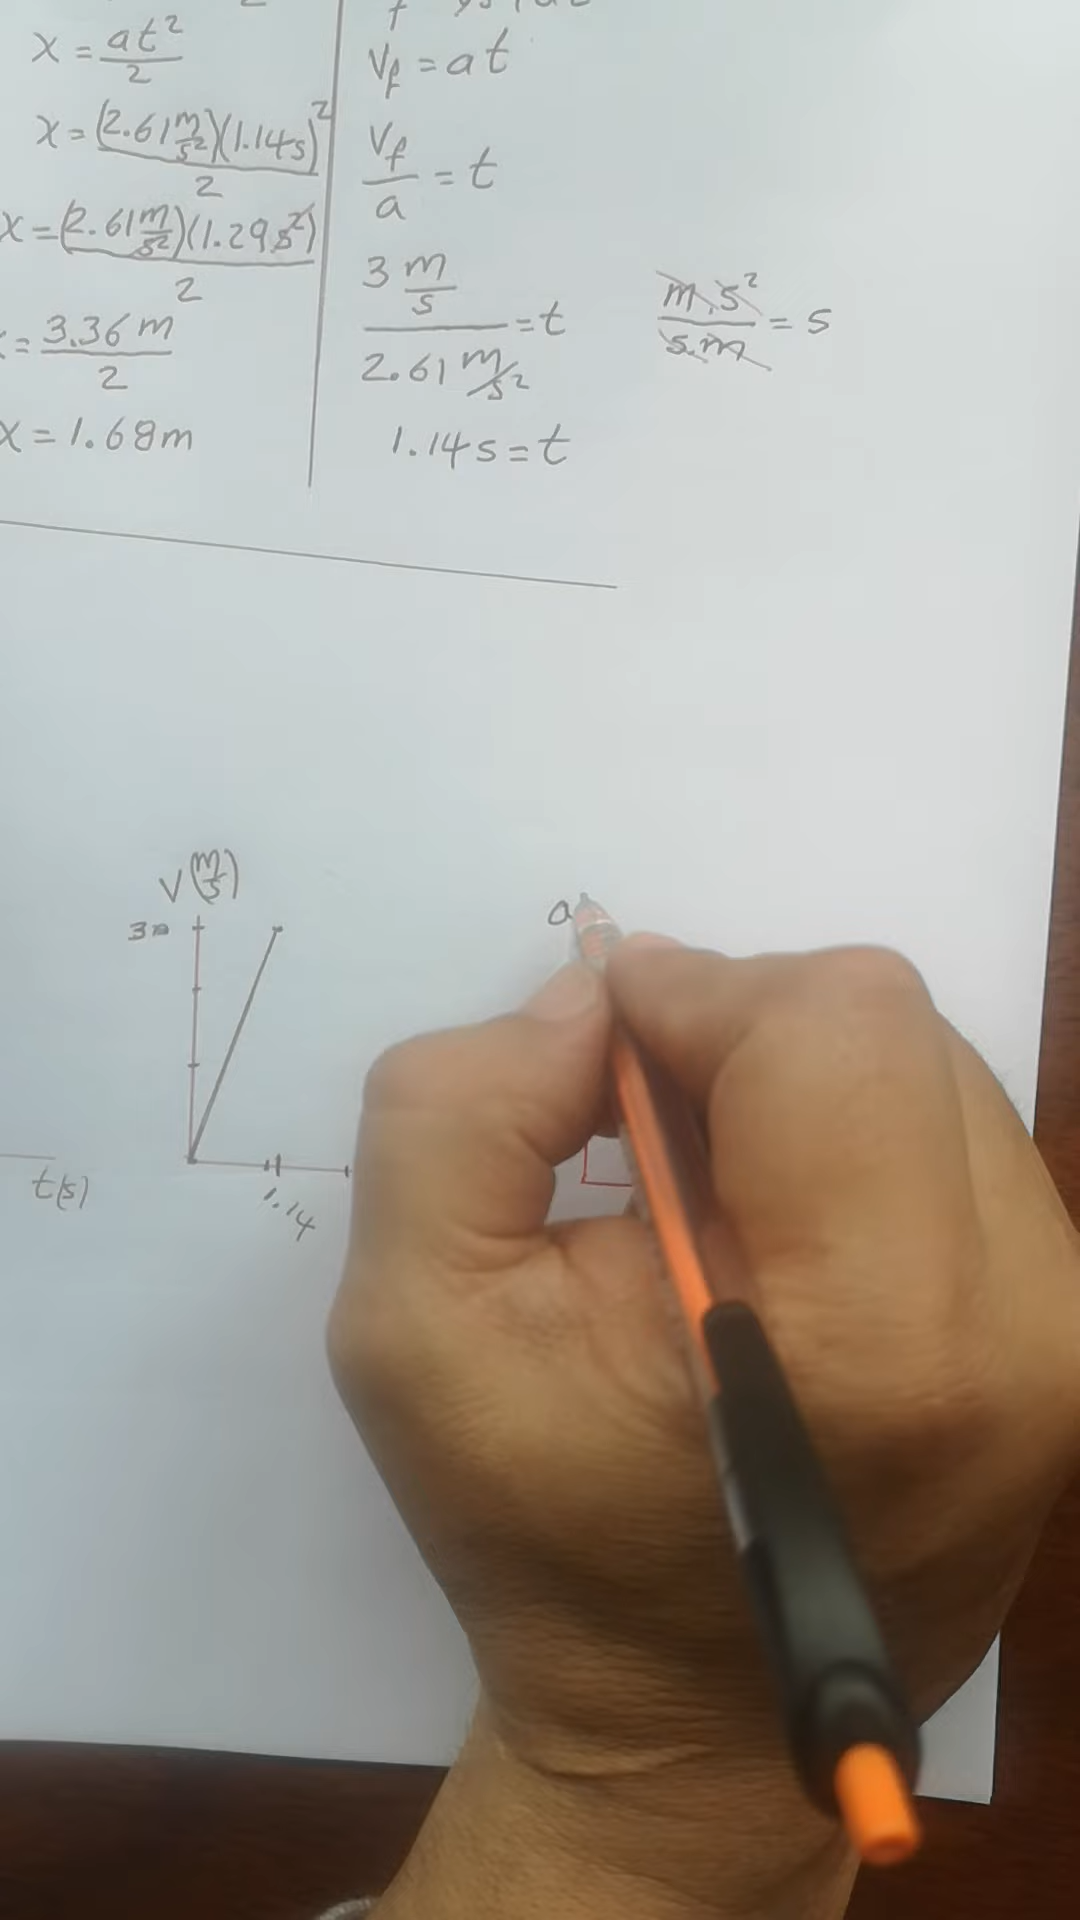 x = at²/2
x = (2.61 m/s²)(1.14s)²/2
x = (2.61 m/s²)(1.29s²)/2
= 3.36 m/2
x = 1.68m
Vf = at
Vf/a = t
3 m/s / 2.61 m/s² = t
1.14s = t
m.s²/s.m = s
V(m/s)
3
1.14
t(s)
a